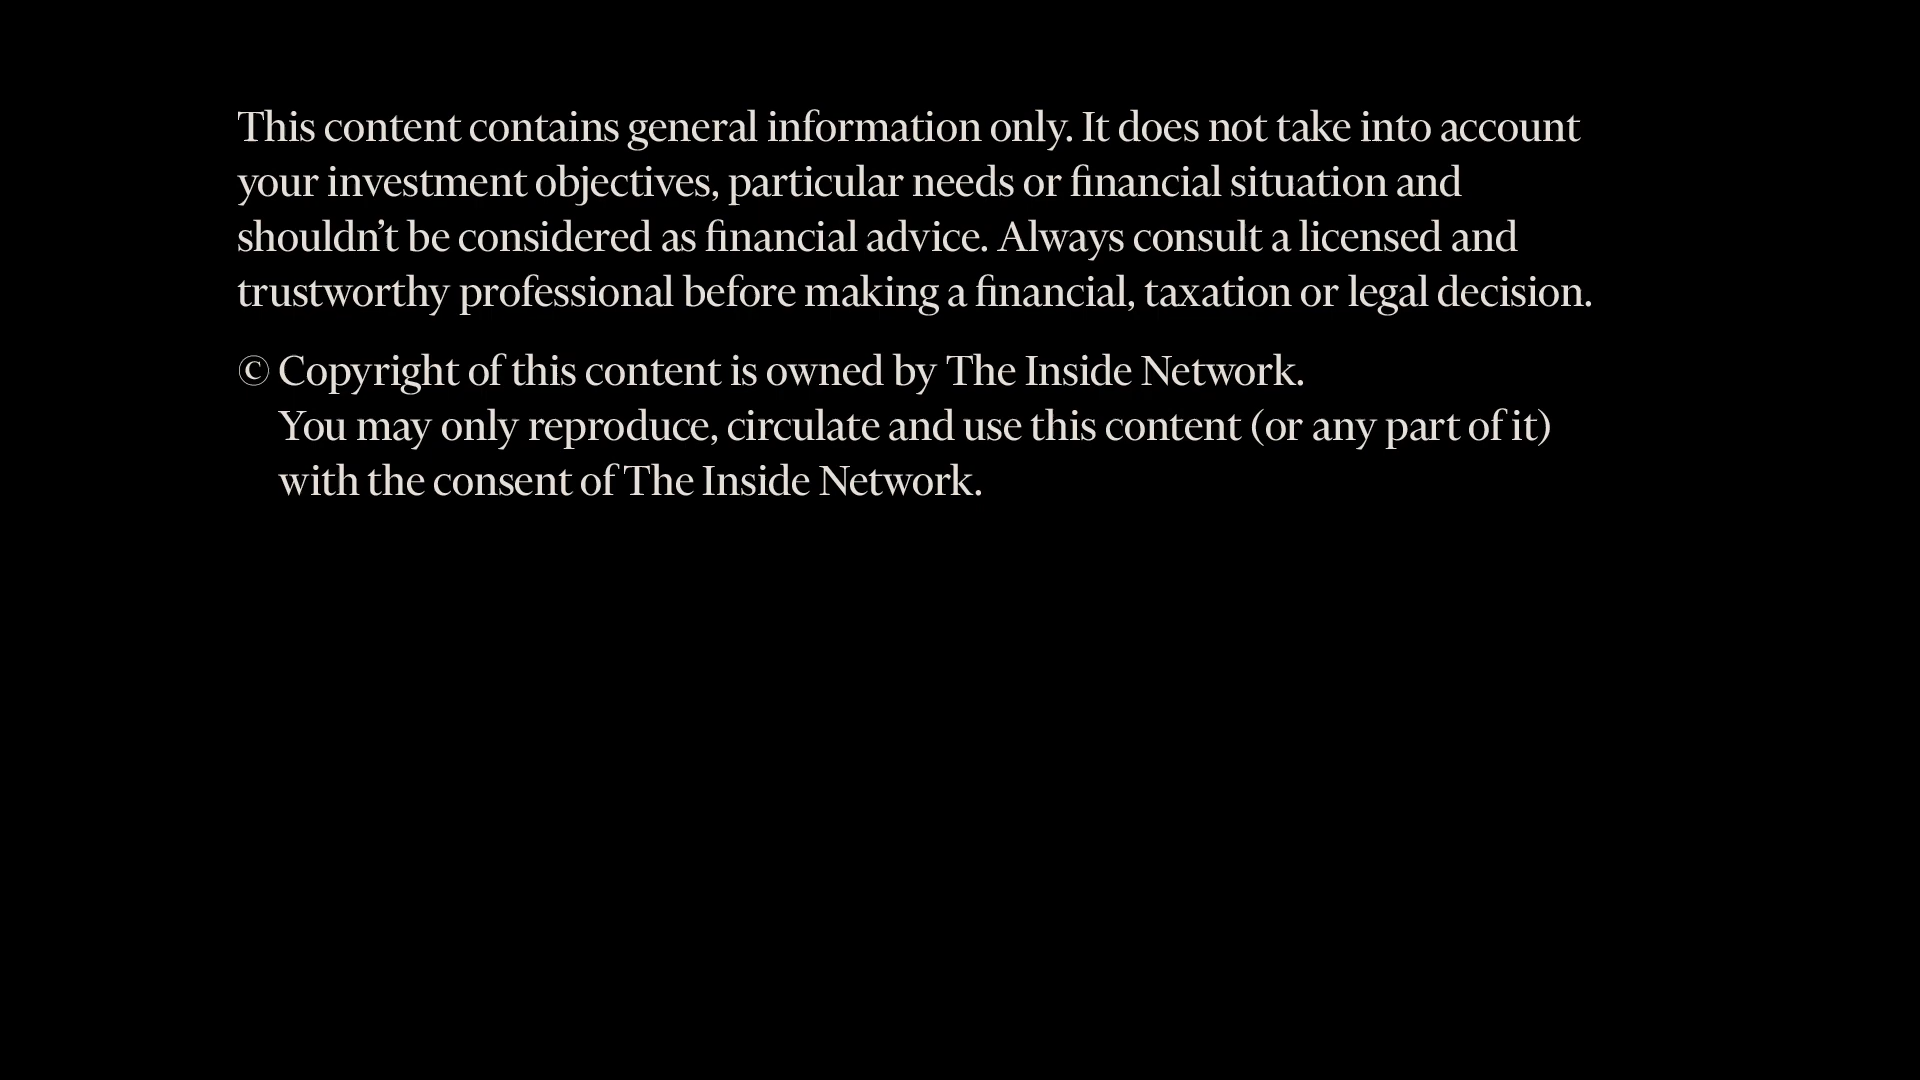 This content contains general information only. It does not take into account
your investment objectives, particular needs or financial situation and
shouldn’t be considered as financial advice. Always consult a licensed and
trustworthy professional before making a financial, taxation or legal decision.
© Copyright of this content is owned by The Inside Network.
You may only reproduce, circulate and use this content (or any part of it)
with the consent of The Inside Network.